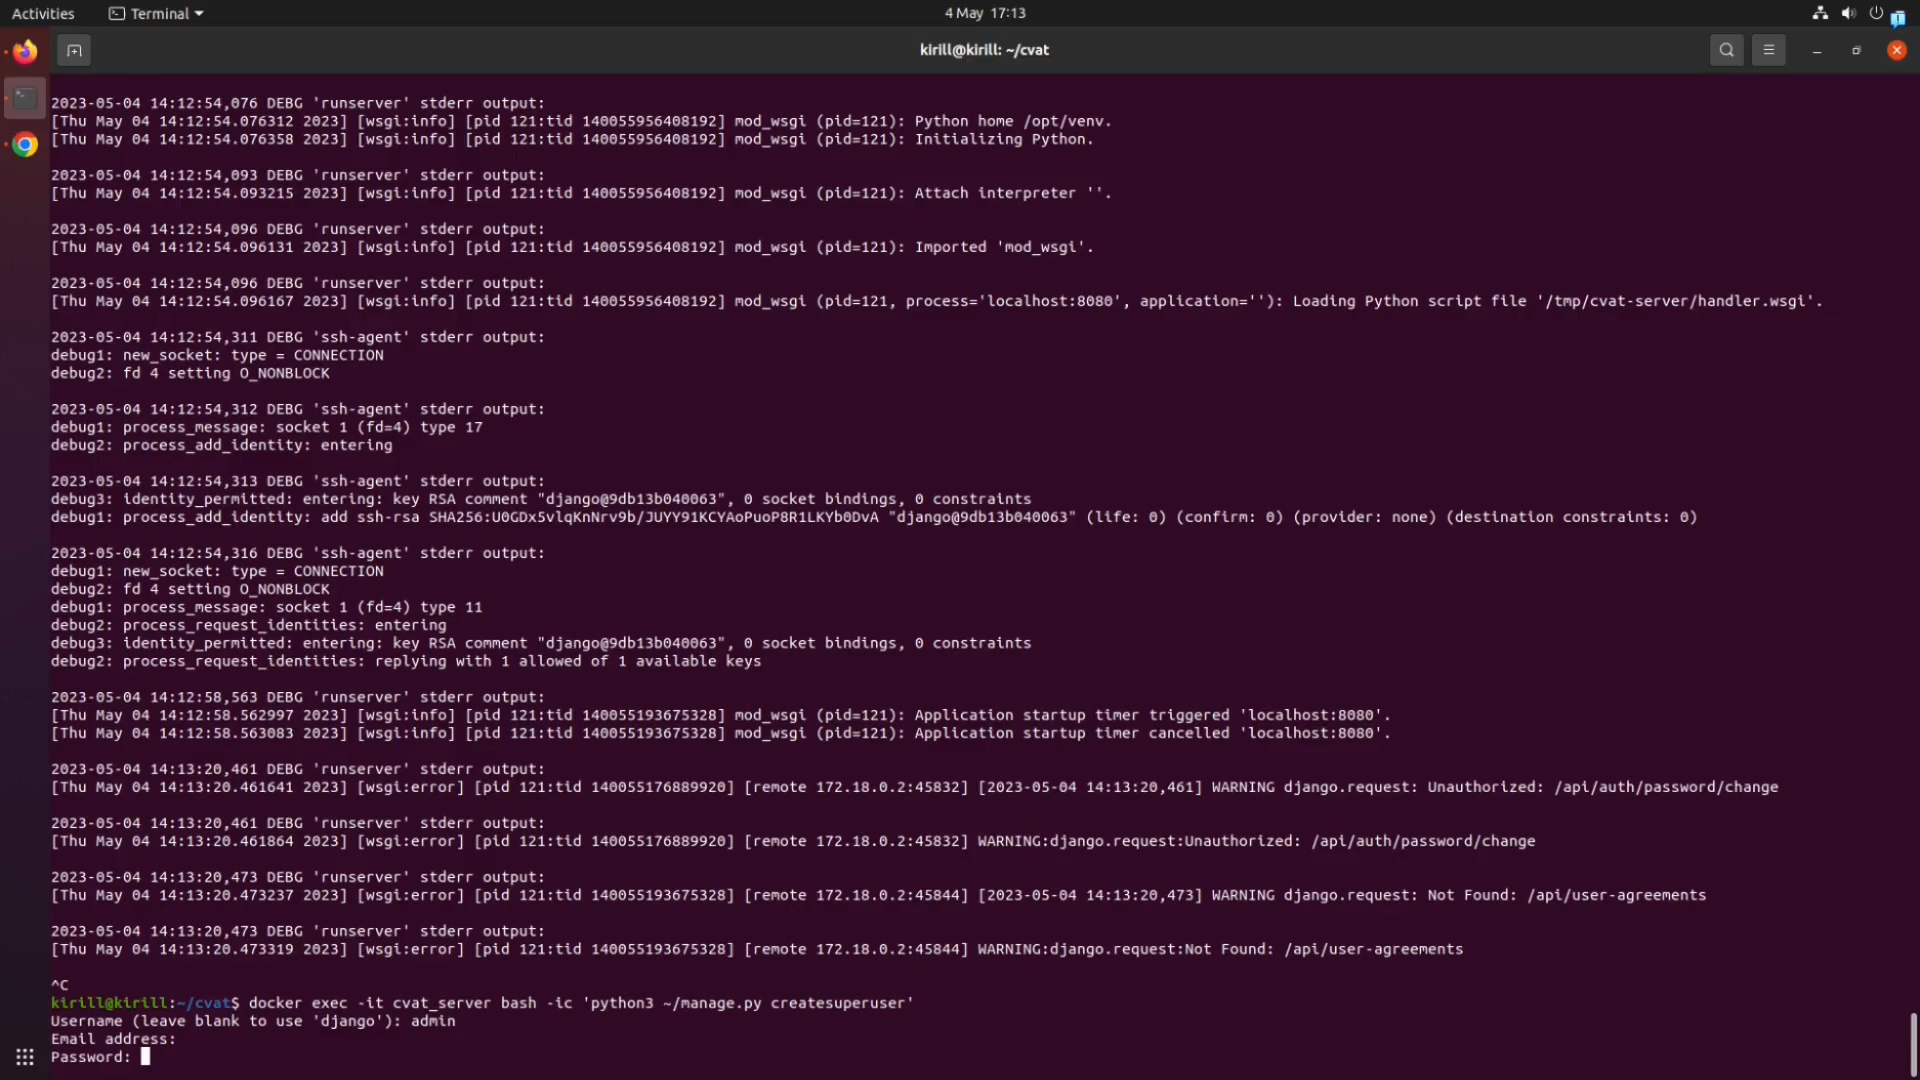 Activities
Terminal
4 May 17:13
kirill@kirill: ~/cvat
2023-05-04 14:12:54,076 DEBG 'runserver' stderr output:
[Thu May 04 14:12:54.076312 2023] [wsgi:info] [pid 121:tid 140055956408192] mod_wsgi (pid=121): Python home /opt/venv.
[Thu May 04 14:12:54.076358 2023] [wsgi:info] [pid 121:tid 140055956408192] mod_wsgi (pid=121): Initializing Python.
2023-05-04 14:12:54,093 DEBG 'runserver' stderr output:
[Thu May 04 14:12:54.093215 2023] [wsgi:info] [pid 121:tid 140055956408192] mod_wsgi (pid=121): Attach interpreter ''.
2023-05-04 14:12:54,096 DEBG 'runserver' stderr output:
[Thu May 04 14:12:54.096131 2023] [wsgi:info] [pid 121:tid 140055956408192] mod_wsgi (pid=121): Imported 'mod_wsgi'.
2023-05-04 14:12:54,096 DEBG 'runserver' stderr output:
[Thu May 04 14:12:54.096167 2023] [wsgi:info] [pid 121:tid 140055956408192] mod_wsgi (pid=121, process='localhost:8080', application=''): Loading Python script file '/tmp/cvat-server/handler.wsgi'.
2023-05-04 14:12:54,311 DEBG 'ssh-agent' stderr output:
debug1: new_socket: type = CONNECTION
debug2: fd 4 setting O_NONBLOCK
2023-05-04 14:12:54,312 DEBG 'ssh-agent' stderr output:
debug1: process_message: socket 1 (fd=4) type 17
debug2: process_add_identity: entering
2023-05-04 14:12:54,313 DEBG 'ssh-agent' stderr output:
debug3: identity_permitted: entering: key RSA comment "django@9db13b040063", 0 socket bindings, 0 constraints
debug1: process_add_identity: add ssh-rsa SHA256:U0GDx5vlqKnNrv9b/JUYY91KCYAoPuoP8R1LKYb0DvA "django@9db13b040063" (life: 0) (confirm: 0) (provider: none) (destination constraints: 0)
2023-05-04 14:12:54,316 DEBG 'ssh-agent' stderr output:
debug1: new_socket: type = CONNECTION
debug2: fd 4 setting O_NONBLOCK
debug1: process_message: socket 1 (fd=4) type 11
debug2: process_request_identities: entering
debug3: identity_permitted: entering: key RSA comment "django@9db13b040063", 0 socket bindings, 0 constraints
debug2: process_request_identities: replying with 1 allowed of 1 available keys
2023-05-04 14:12:58,563 DEBG 'runserver' stderr output:
[Thu May 04 14:12:58.562997 2023] [wsgi:info] [pid 121:tid 140055193675328] mod_wsgi (pid=121): Application startup timer triggered 'localhost:8080'.
[Thu May 04 14:12:58.563083 2023] [wsgi:info] [pid 121:tid 140055193675328] mod_wsgi (pid=121): Application startup timer cancelled 'localhost:8080'.
2023-05-04 14:13:20,461 DEBG 'runserver' stderr output:
[Thu May 04 14:13:20.461641 2023] [wsgi:error] [pid 121:tid 140055176889920] [remote 172.18.0.2:45832] [2023-05-04 14:13:20,461] WARNING django.request: Unauthorized: /api/auth/password/change
2023-05-04 14:13:20,461 DEBG 'runserver' stderr output:
[Thu May 04 14:13:20.461864 2023] [wsgi:error] [pid 121:tid 140055176889920] [remote 172.18.0.2:45832] WARNING:django.request:Unauthorized: /api/auth/password/change
2023-05-04 14:13:20,473 DEBG 'runserver' stderr output:
[Thu May 04 14:13:20.473237 2023] [wsgi:error] [pid 121:tid 140055193675328] [remote 172.18.0.2:45844] [2023-05-04 14:13:20,473] WARNING django.request: Not Found: /api/user-agreements
2023-05-04 14:13:20,473 DEBG 'runserver' stderr output:
[Thu May 04 14:13:20.473319 2023] [wsgi:error] [pid 121:tid 140055193675328] [remote 172.18.0.2:45844] WARNING:django.request:Not Found: /api/user-agreements
^C
kirill@kirill:~/cvat$ docker exec -it cvat_server bash -ic 'python3 ~/manage.py createsuperuser'
Username (leave blank to use 'django'): admin
Email address:
Password: